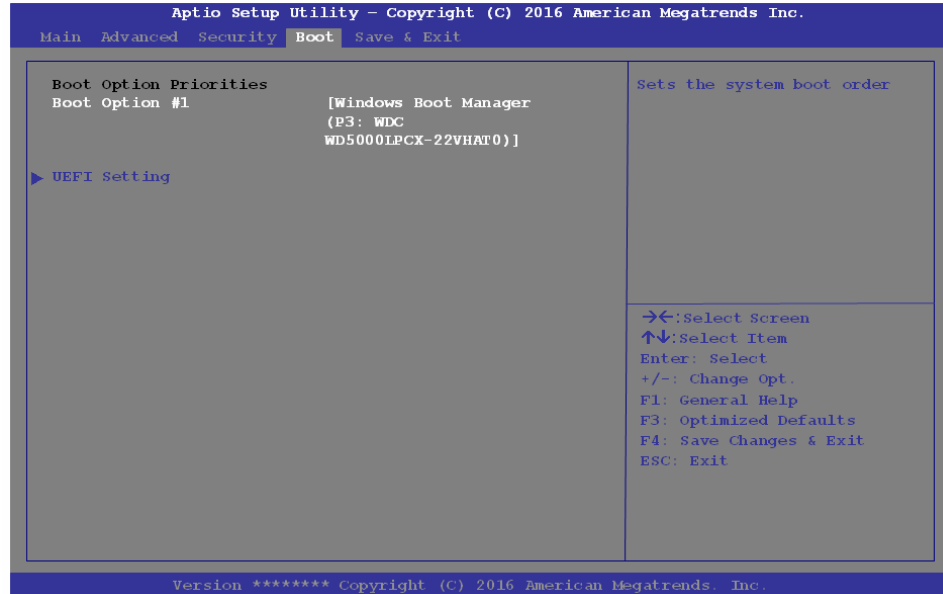 Aptio Setup Utility – Copyright (C) 2016 American Megatrends Inc.
Main Advanced Security Boot Save & Exit
Boot Option Priorities
Boot Option #1 [Windows Boot Manager
(P3: WDC
WD5000LPCX-22VHAT0)]
▶ UEFI Setting
Sets the system boot order
→←:Select Screen
↑↓:Select Item
Enter: Select
+/-: Change Opt.
F1: General Help
F3: Optimized Defaults
F4: Save Changes & Exit
ESC: Exit
Version ******** Copyright (C) 2016 American Megatrends. Inc.